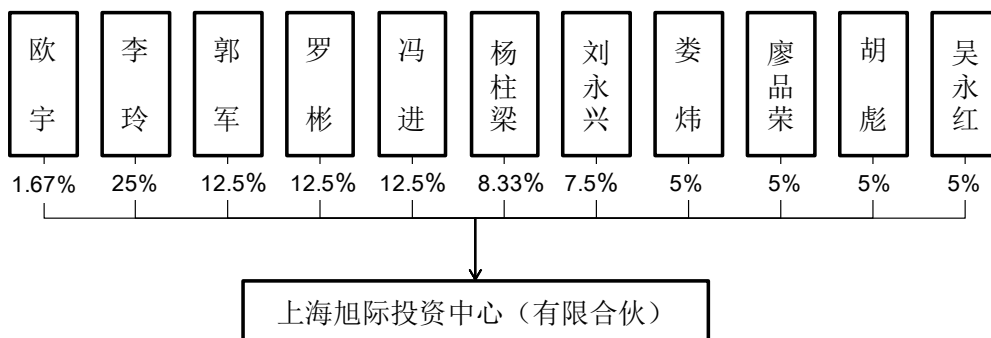 欧宇
李玲
郭军
罗彬
冯进
杨柱梁
刘永兴
娄炜
廖品荣
胡彪
吴永红
1.67%
25%
12.5%
12.5%
12.5%
8.33%
7.5%
5%
5%
5%
5%
上海旭际投资中心（有限合伙）